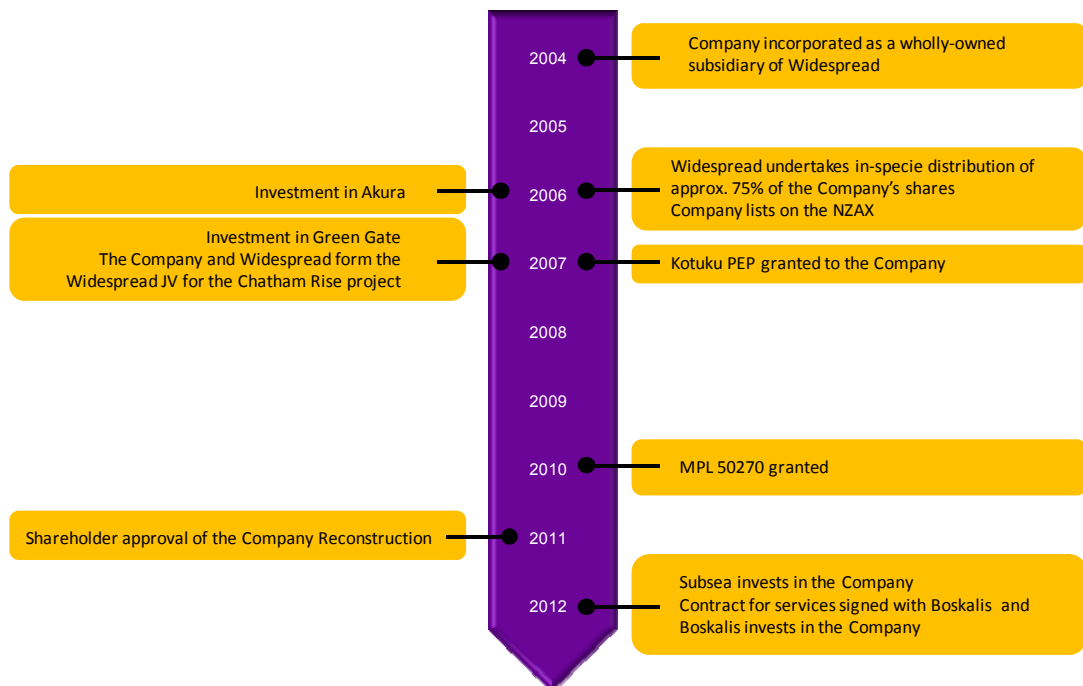 2004
Company incorporated as a wholly-owned
subsidiary of Widespread
2005
Investment in Akura
2006
Widespread undertakes in-specie distribution of
approx. 75% of the Company's shares
Company lists on the NZAX
Investment in Green Gate
The Company and Widespread form the
Widespread JV for the Chatham Rise project
2007
Kotuku PEP granted to the Company
2008
2009
2010
MPL 50270 granted
Shareholder approval of the Company Reconstruction
2011
2012
Subsea invests in the Company
Contract for services signed with Boskalis and
Boskalis invests in the Company